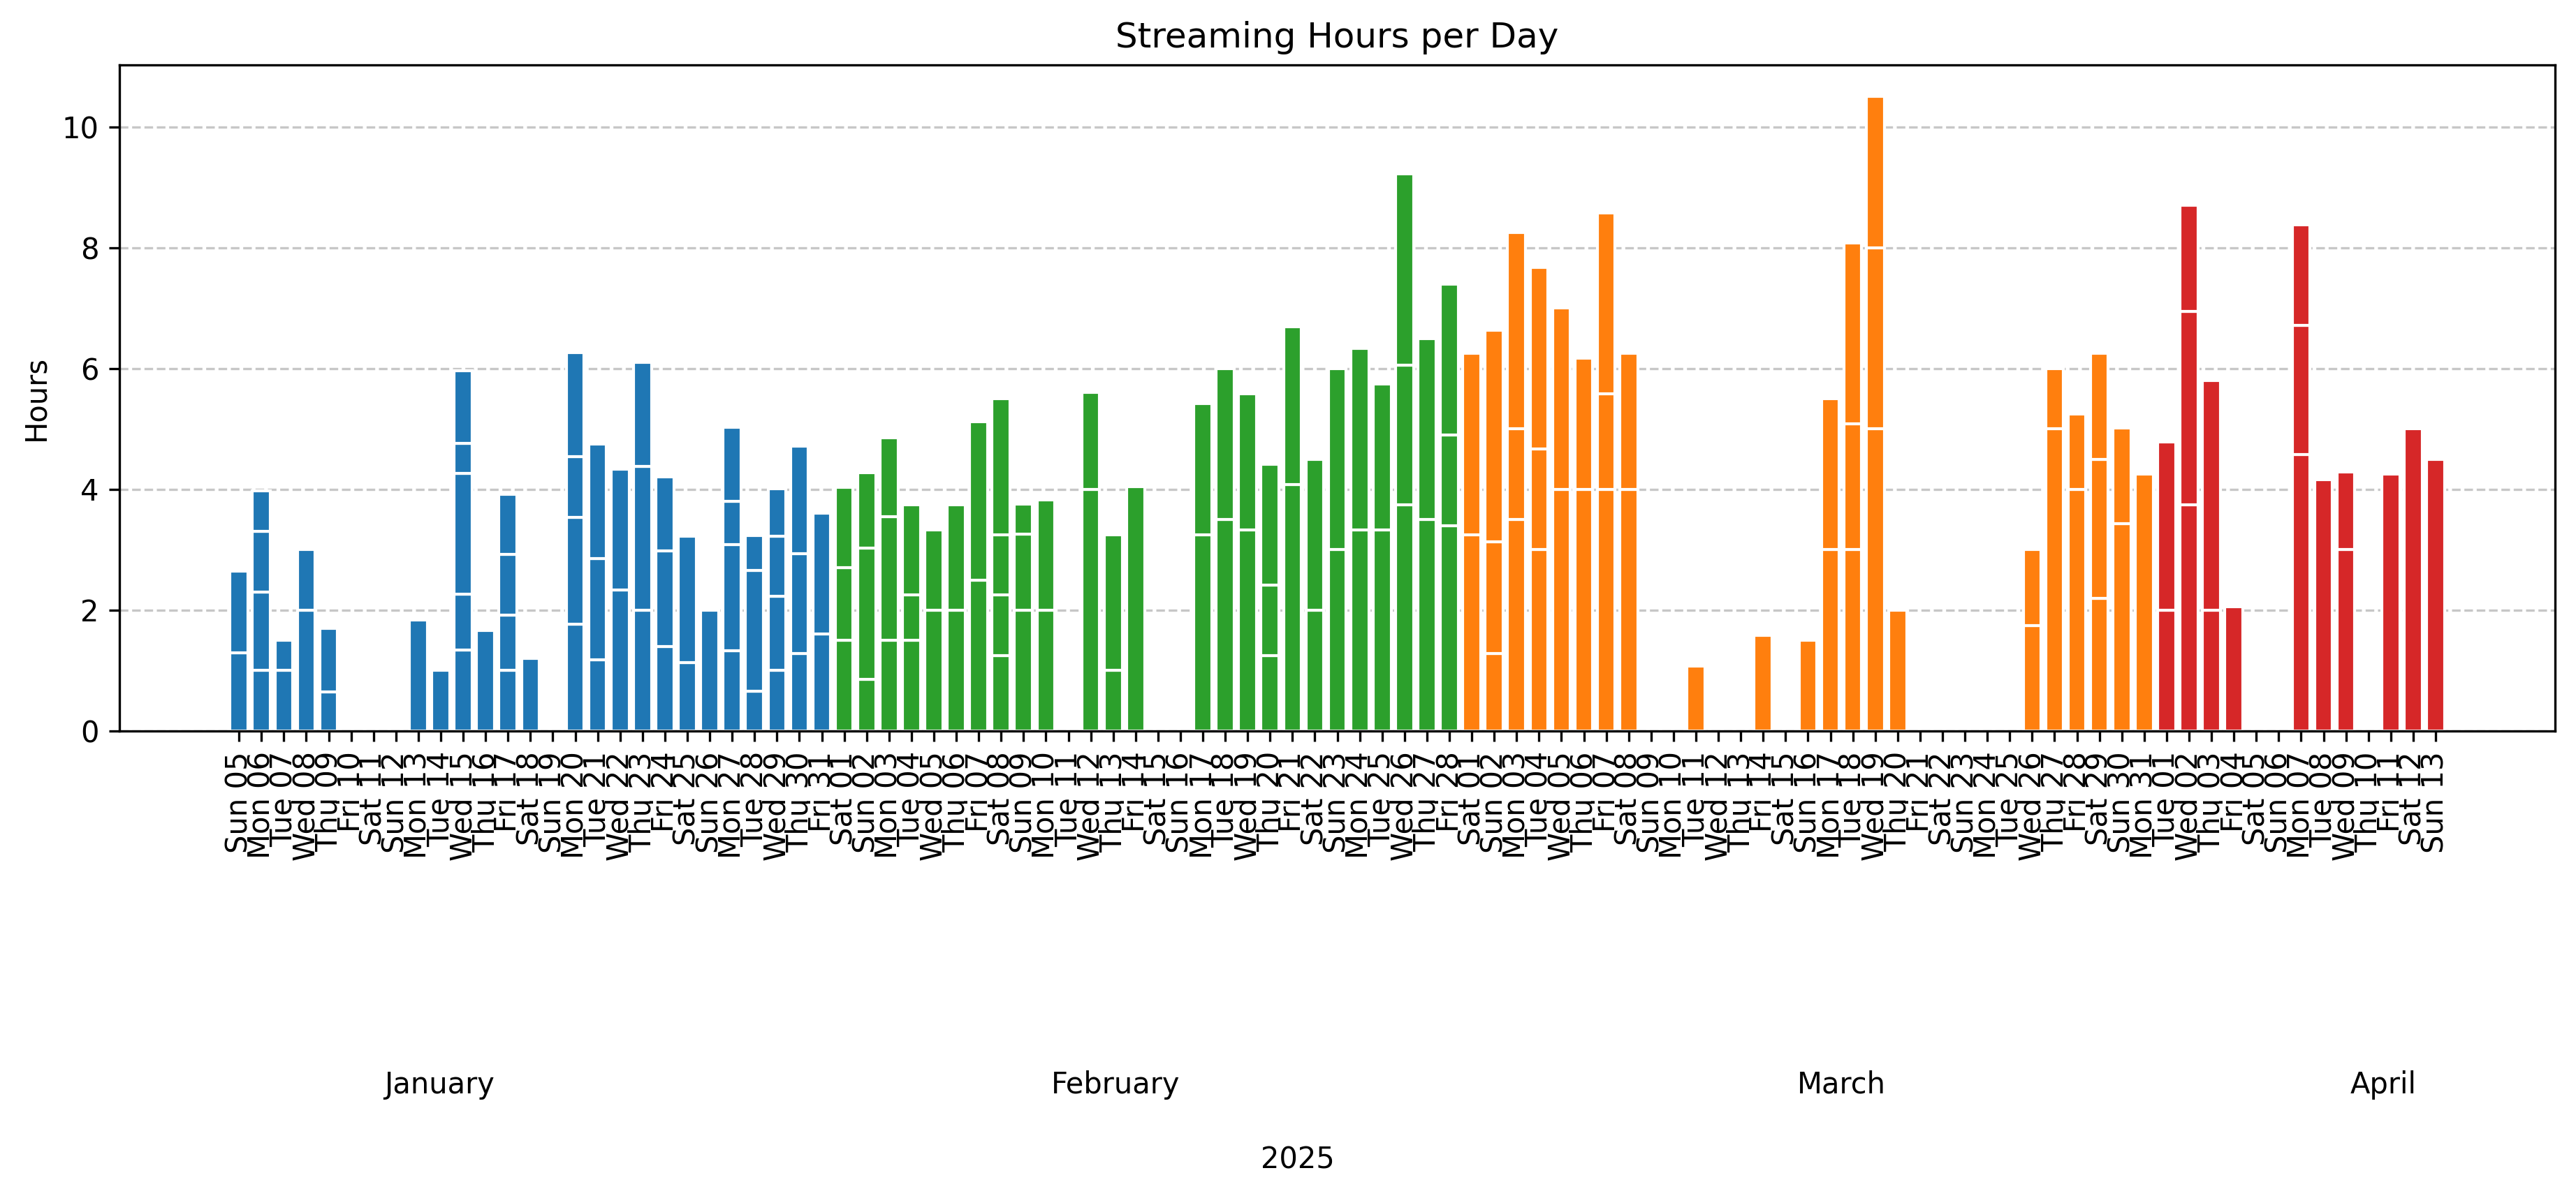 Streaming Hours per Day
10
8
6
4
2
0
Hours
Sun 05
Mon 06
Tue 07
Wed 08
Thu 09
Fri 10
Sat 11
Sun 12
Mon 13
Tue 14
Wed 15
Thu 16
Fri 17
Sat 18
Sun 19
Mon 20
Tue 21
Wed 22
Thu 23
Fri 24
Sat 25
Sun 26
Mon 27
Tue 28
Wed 29
Thu 30
Fri 31
Sat 01
Sun 02
Mon 03
Tue 04
Wed 05
Thu 06
Fri 07
Sat 08
Sun 09
Mon 10
Tue 11
Wed 12
Thu 13
Fri 14
Sat 15
Sun 16
Mon 17
Tue 18
Wed 19
Thu 20
Fri 21
Sat 22
Sun 23
Mon 24
Tue 25
Wed 26
Thu 27
Fri 28
Sat 01
Sun 02
Mon 03
Tue 04
Wed 05
Thu 06
Fri 07
Sat 08
Sun 09
Mon 10
Tue 11
Wed 12
Thu 13
Fri 14
Sat 15
Sun 16
Mon 17
Tue 18
Wed 19
Thu 20
Fri 21
Sat 22
Sun 23
Mon 24
Tue 25
Wed 26
Thu 27
Fri 28
Sat 29
Sun 30
Mon 31
Tue 01
Wed 02
Thu 03
Fri 04
Sat 05
Sun 06
Mon 07
Tue 08
Wed 09
Thu 10
Fri 11
Sat 12
Sun 13
January
February
March
April
2025